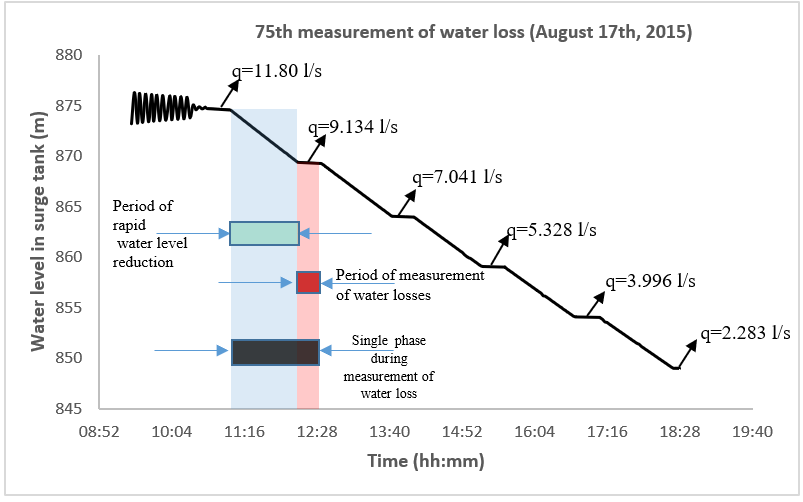 75th measurement of water loss (August 17th, 2015)
880
875
870
865
860
855
850
845
Water level in surge tank (m)
q=11.80 l/s
q=9.134 l/s
q=7.041 l/s
q=5.328 l/s
q=3.996 l/s
q=2.283 l/s
Period of
rapid
water level
reduction
Period of measurement
of water losses
Single phase
during
measurement of
water loss
08:52 10:04 11:16 12:28 13:40 14:52 16:04 17:16 18:28 19:40
Time (hh:mm)